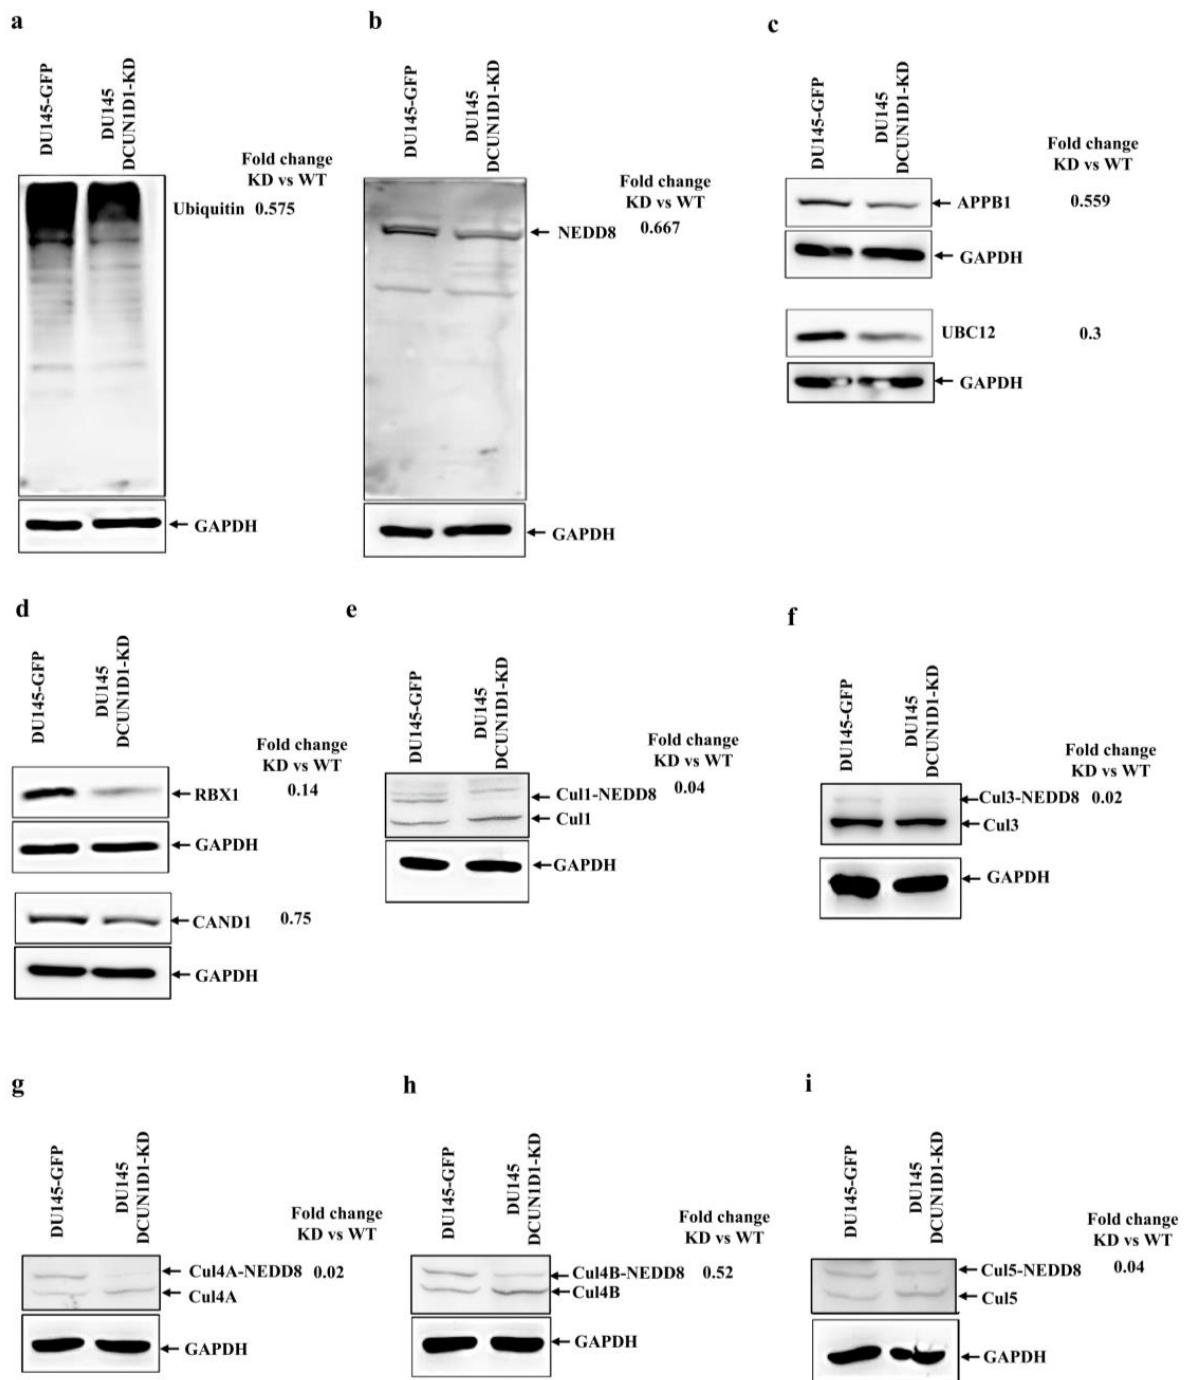 a
DU145-GFP
DU145
DCUN1D1-KD
Fold change
KD vs WT
Ubiquitin 0.575
GAPDH
b
DU145-GFP
DU145
DCUN1D1-KD
Fold change
KD vs WT
NEDD8 0.667
GAPDH
c
DU145-GFP
DU145
DCUN1D1-KD
Fold change
KD vs WT
APPB1 0.559
GAPDH
UBC12 0.3
GAPDH
d
DU145-GFP
DU145
DCUN1D1-KD
Fold change
KD vs WT
RBX1 0.14
GAPDH
CAND1 0.75
GAPDH
e
DU145-GFP
DU145
DCUN1D1-KD
Fold change
KD vs WT
Cul1-NEDD8 0.04
Cul1
GAPDH
f
DU145-GFP
DU145
DCUN1D1-KD
Fold change
KD vs WT
Cul3-NEDD8 0.02
Cul3
GAPDH
g
DU145-GFP
DU145
DCUN1D1-KD
Fold change
KD vs WT
Cul4A-NEDD8 0.02
Cul4A
GAPDH
h
DU145-GFP
DU145
DCUN1D1-KD
Fold change
KD vs WT
Cul4B-NEDD8 0.52
Cul4B
GAPDH
i
DU145-GFP
DU145
DCUN1D1-KD
Fold change
KD vs WT
Cul5-NEDD8 0.04
Cul5
GAPDH